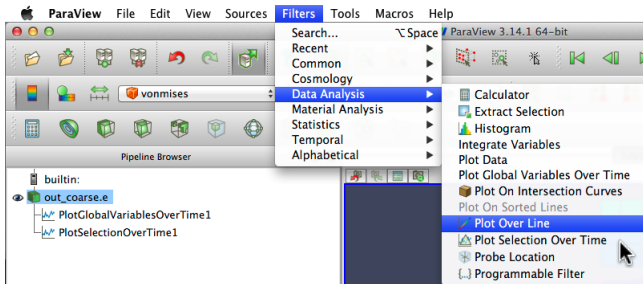 ParaView File Edit View Sources Filters Tools Macros Help
ParaView 3.14.1 64-bit
Search... ⌥Space
Recent
Common
Cosmology
Data Analysis
Material Analysis
Statistics
Temporal
Alphabetical
vonmises
Calculator
Extract Selection
Histogram
Integrate Variables
Plot Data
Plot Global Variables Over Time
Plot On Intersection Curves
Plot On Sorted Lines
Plot Over Line
Plot Selection Over Time
Probe Location
{...} Programmable Filter
Pipeline Browser
builtin:
out_coarse.e
PlotGlobalVariablesOverTime1
PlotSelectionOverTime1